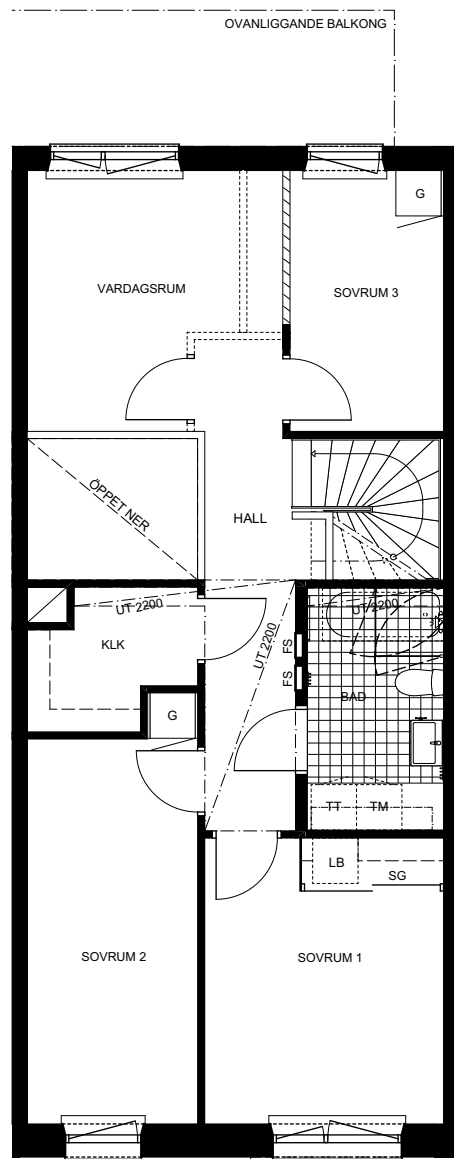 OVANLIGGANDE BALKONG
G
VARDAGSRUM
SOVRUM 3
ÖPPET NER
HALL
UT 2200
UT 2200
UT 2200
KLK
FS
FS
BAD
G
TT
TM
LB
SG
SOVRUM 2
SOVRUM 1